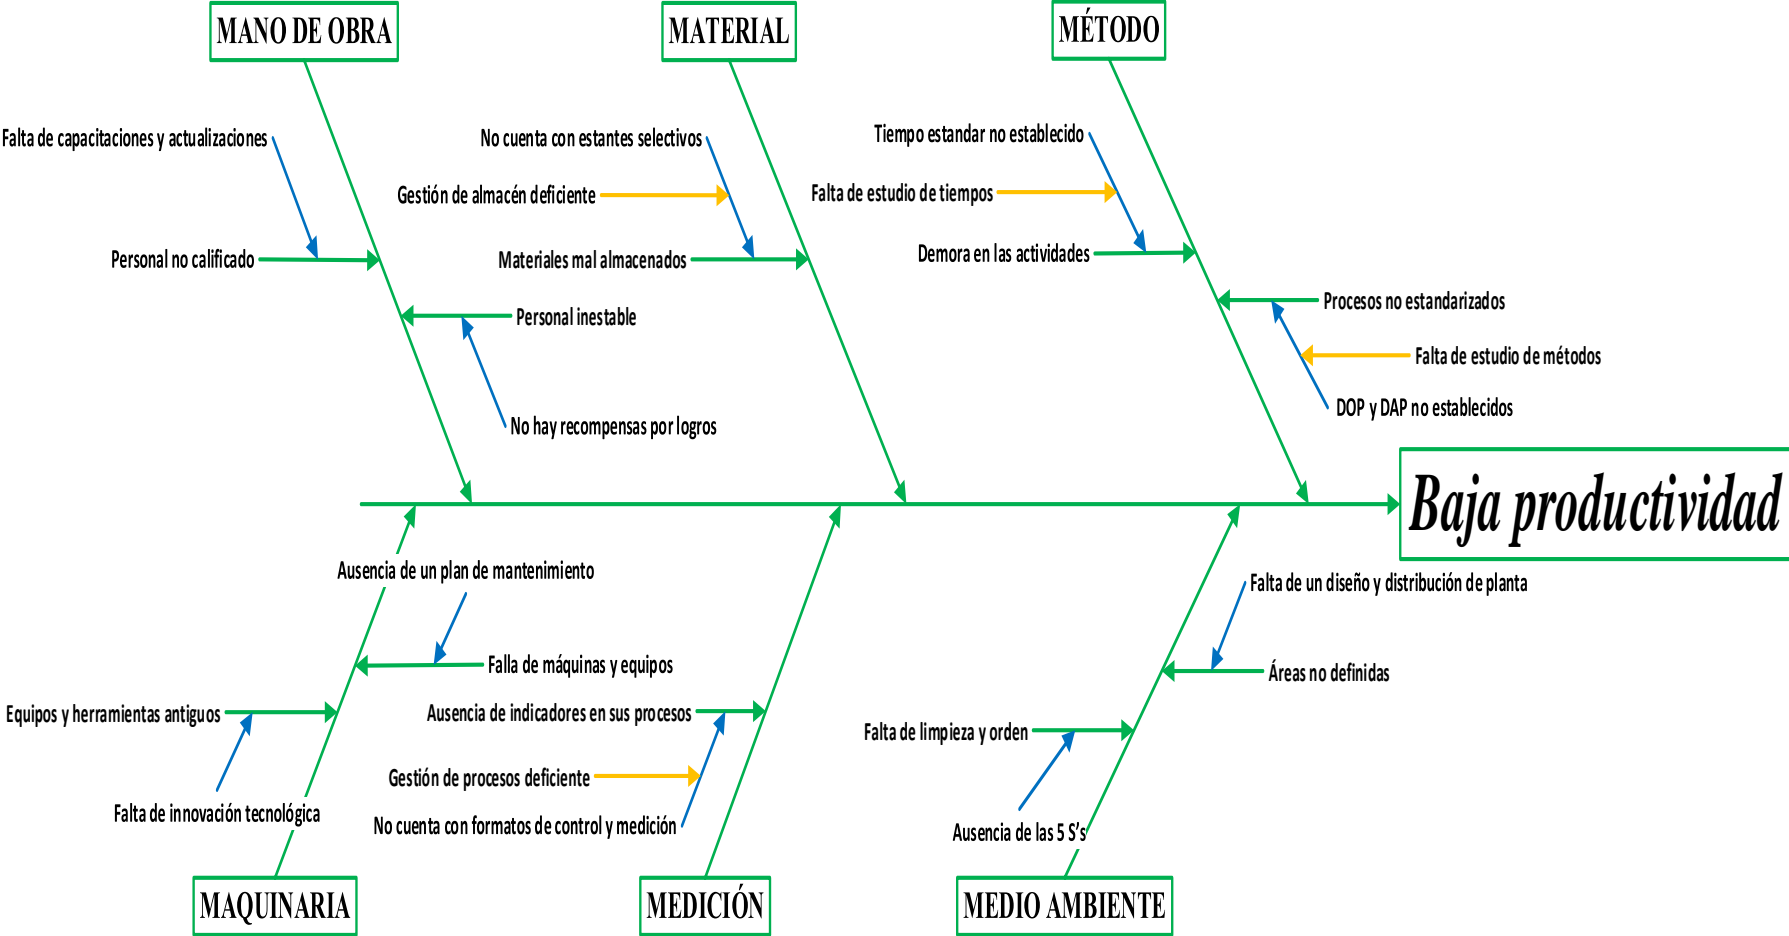 MANO DE OBRA
MATERIAL
MÉTODO
Falta de capacitaciones y actualizaciones
No cuenta con estantes selectivos
Tiempo estandar no establecido
Gestión de almacén deficiente
Falta de estudio de tiempos
Personal no calificado
Materiales mal almacenados
Demora en las actividades
Personal inestable
Procesos no estandarizados
Falta de estudio de métodos
No hay recompensas por logros
DOP y DAP no establecidos
Baja productividad
Ausencia de un plan de mantenimiento
Falta de un diseño y distribución de planta
Falla de máquinas y equipos
Áreas no definidas
Equipos y herramientas antiguos
Ausencia de indicadores en sus procesos
Falta de limpieza y orden
Gestión de procesos deficiente
Falta de innovación tecnológica
No cuenta con formatos de control y medición
Ausencia de las 5 S’s
MAQUINARIA
MEDICIÓN
MEDIO AMBIENTE